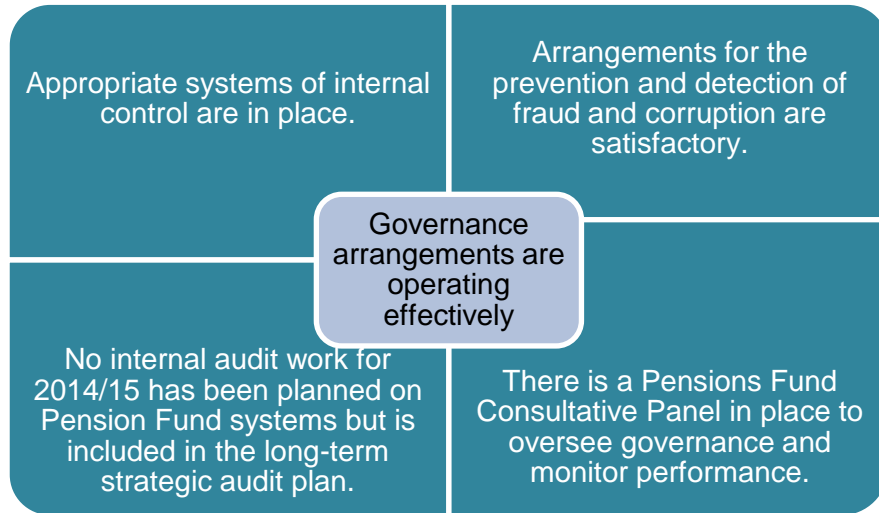 Appropriate systems of internal
control are in place.
Arrangements for the
prevention and detection of
fraud and corruption are
satisfactory.
Governance
arrangements are
operating
effectively
No internal audit work for
2014/15 has been planned on
Pension Fund systems but is
included in the long-term
strategic audit plan.
There is a Pensions Fund
Consultative Panel in place to
oversee governance and
monitor performance.